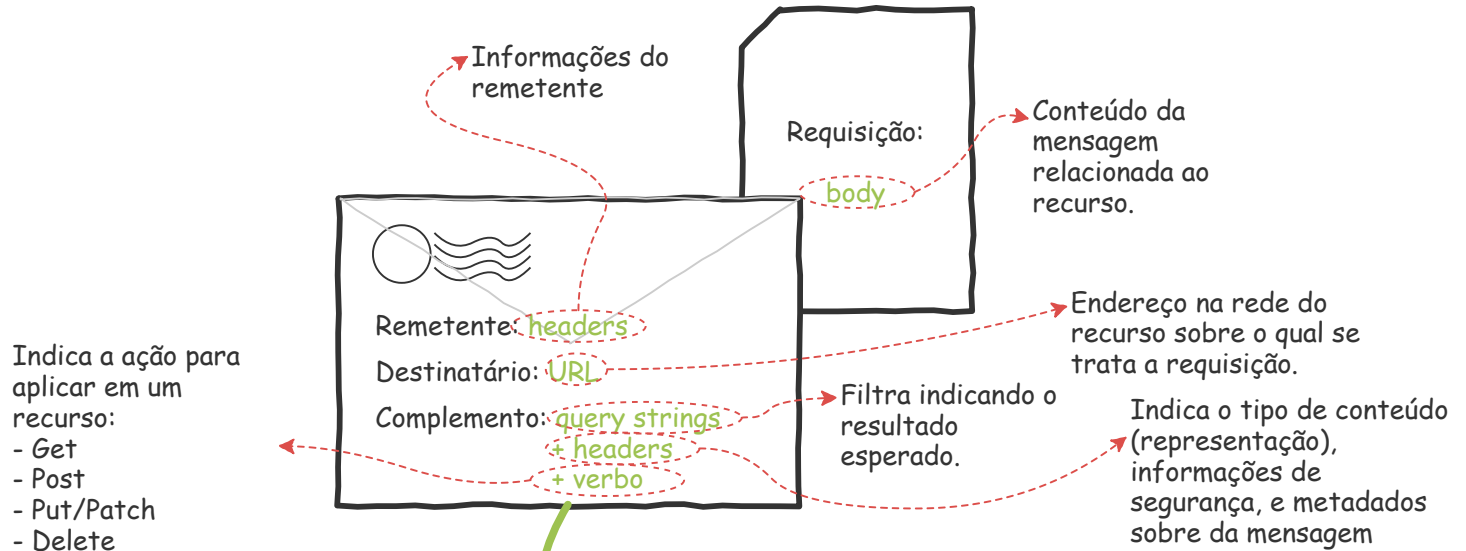 Informações do
remetente
Requisição:
body
Conteúdo da
mensagem
relacionada ao
recurso.
Remetente: headers
Destinatário: URL
Complemento: query strings
+ headers
+ verbo
Endereço na rede do
recurso sobre o qual se
trata a requisição.
Filtra indicando o
resultado
esperado.
Indica o tipo de conteúdo
(representação),
informações de
segurança, e metadados
sobre da mensagem
Indica a ação para
aplicar em um
recurso:
- Get
- Post
- Put/Patch
- Delete